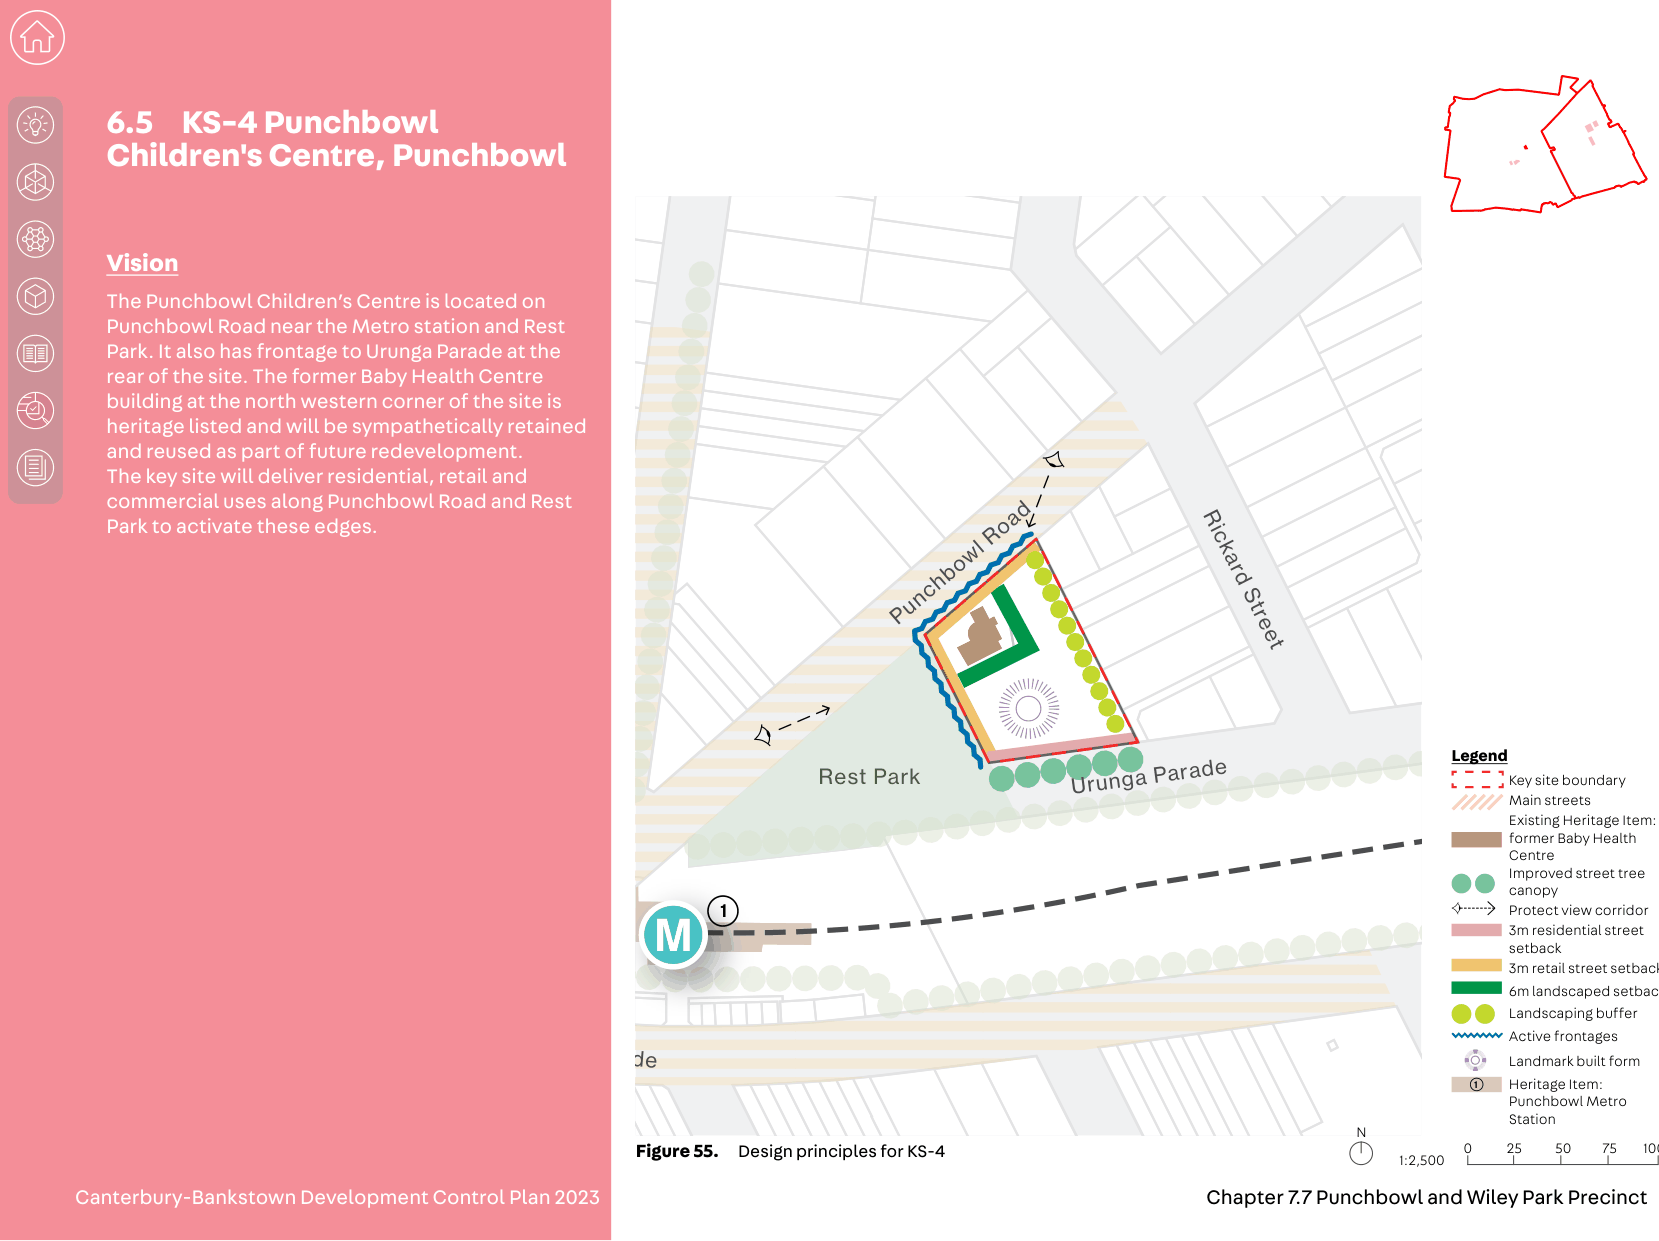 6.5 KS-4 Punchbowl
Children's Centre, Punchbowl
Vision
The Punchbowl Children's Centre is located on
Punchbowl Road near the Metro station and Rest
Park. It also has frontage to Urunga Parade at the
rear of the site. The former Baby Health Centre
building at the north western corner of the site is
heritage listed and will be sympathetically retained
and reused as part of future redevelopment.
The key site will deliver residential, retail and
commercial uses along Punchbowl Road and Rest
Park to activate these edges.
Punchbowl Road
Rickard Street
Rest Park
Urunga Parade
M
1
de
Legend
Key site boundary
Main streets
Existing Heritage Item:
former Baby Health
Centre
Improved street tree
canopy
Protect view corridor
3m residential street
setback
3m retail street setback
6m landscaped setbac
Landscaping buffer
Active frontages
Landmark built form
1 Heritage Item:
Punchbowl Metro
Station
Figure 55. Design principles for KS-4
N
1:2,500
0 25 50 75 100
Canterbury-Bankstown Development Control Plan 2023
Chapter 7.7 Punchbowl and Wiley Park Precinct